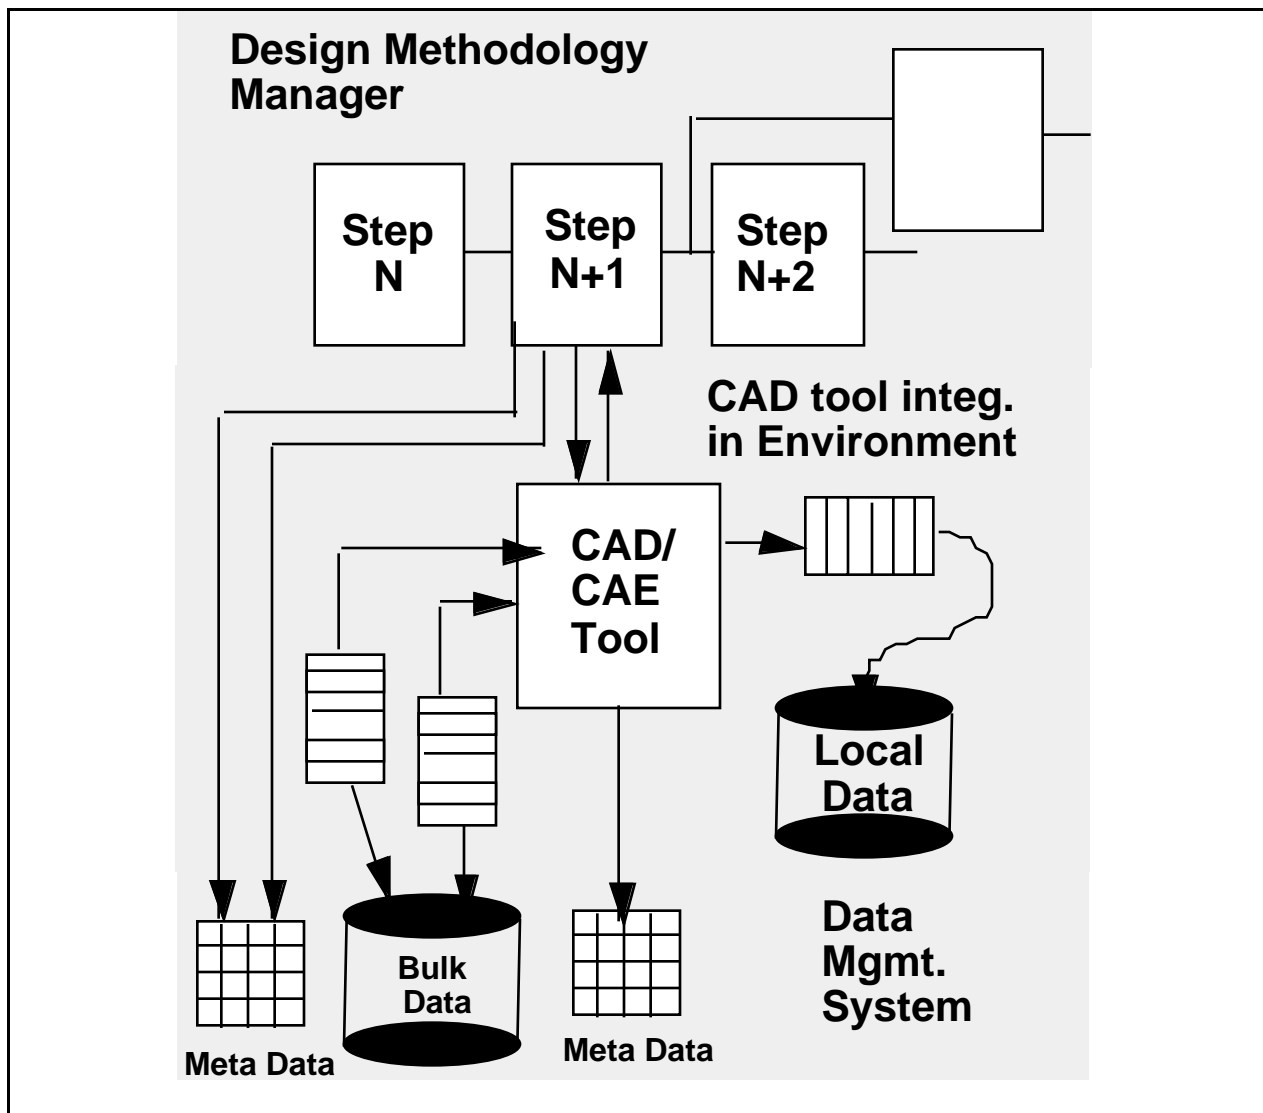 Design Methodology
Manager
Step
N
Step
N+1
Step
N+2
CAD tool integ.
in Environment
CAD/
CAE
Tool
Local
Data
Bulk
Data
Data
Mgmt.
System
Meta Data
Meta Data